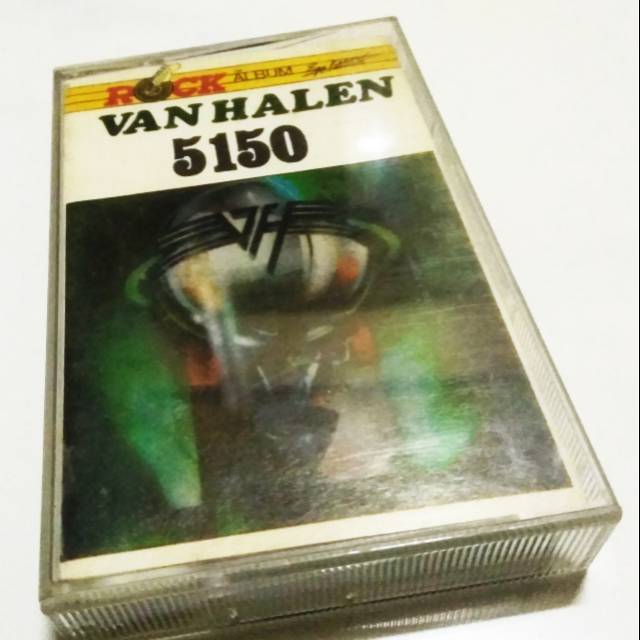 ROCK ALBUM
VAN HALEN
5150
VH